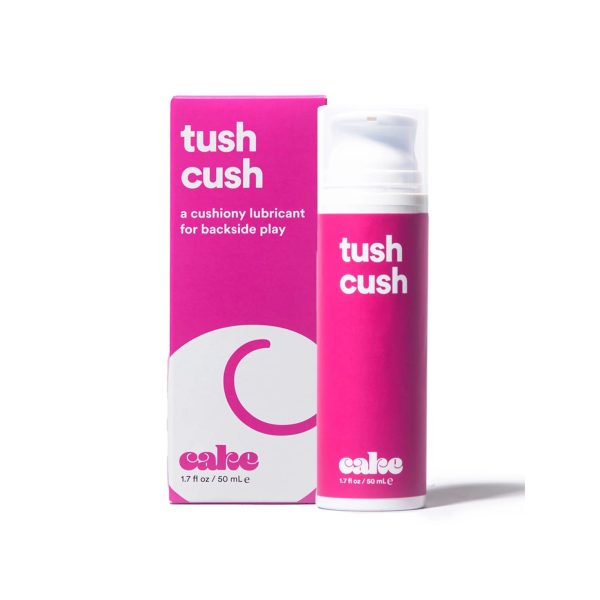 tush
cush
a cushiony lubricant
for backside play
cake
1.7 fl oz / 50 mL ℮
tush
cush
cake
1.7 fl oz / 50 mL ℮